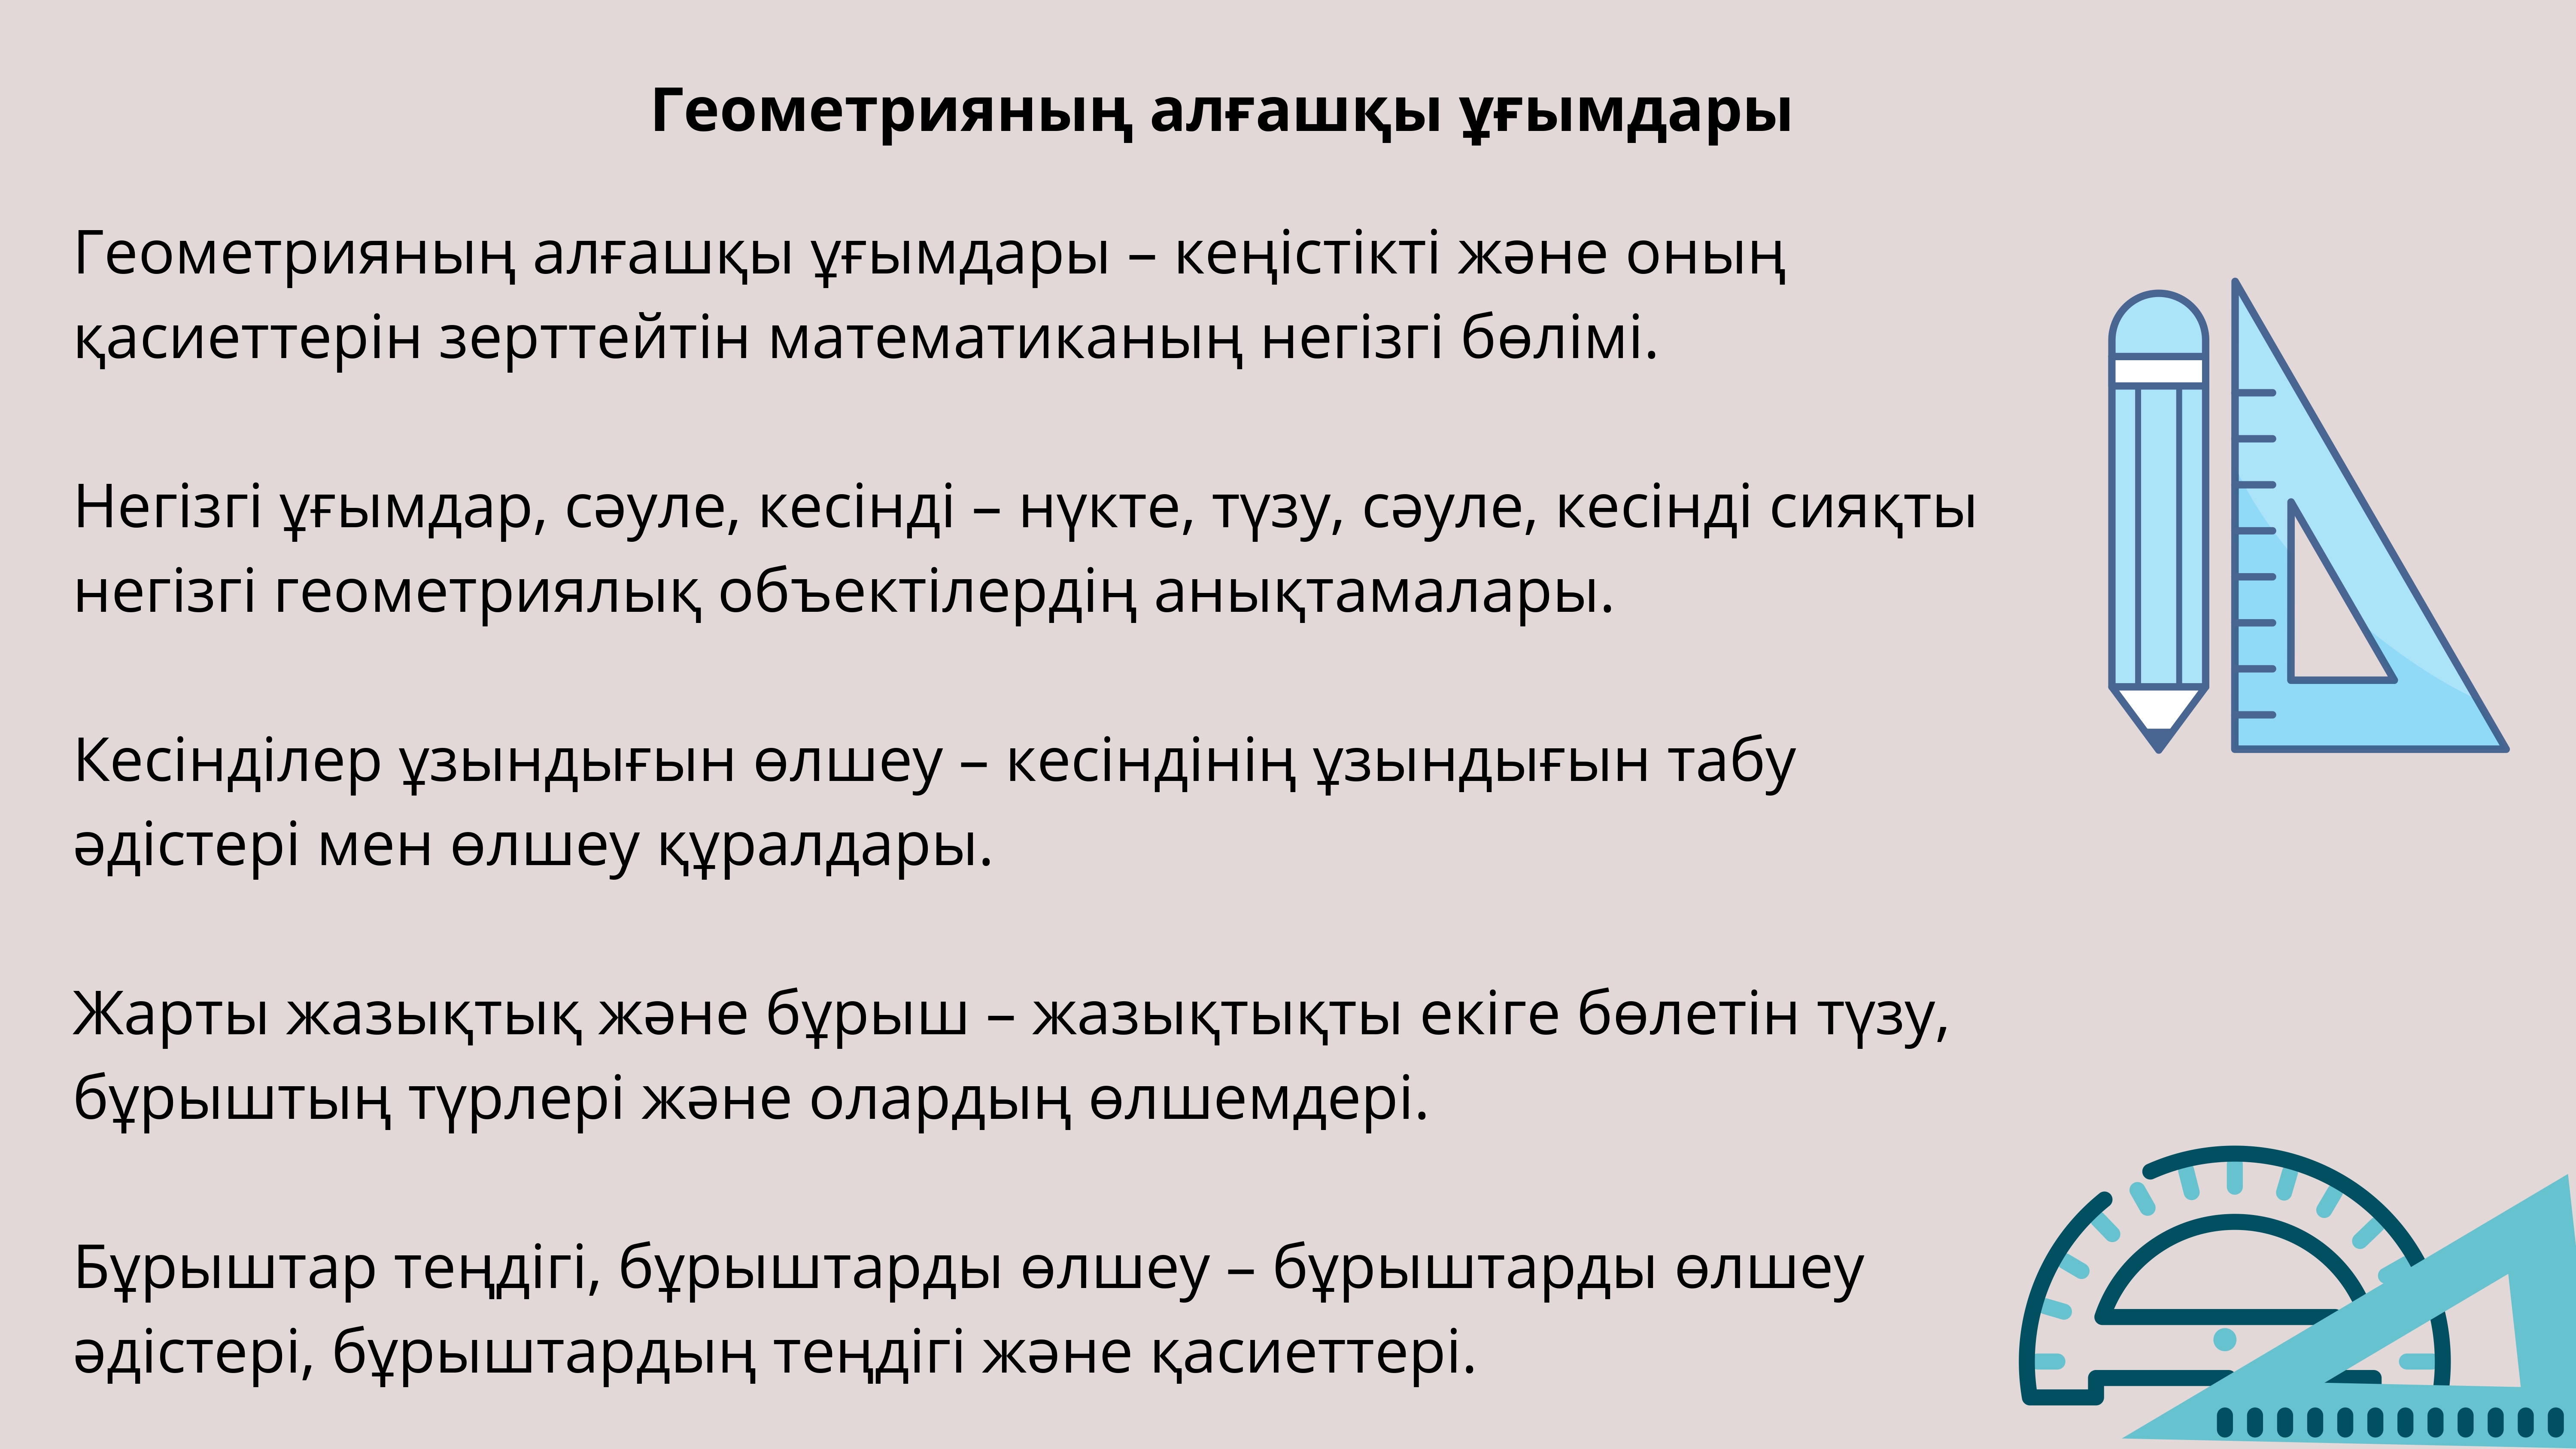 Геометрияның алғашқы ұғымдары
Геометрияның алғашқы ұғымдары – кеңістікті және оның
қасиеттерін зерттейтін математиканың негізгі бөлімі.
Негізгі ұғымдар, сәуле, кесінді – нүкте, түзу, сәуле, кесінді сияқты
негізгі геометриялық объектілердің анықтамалары.
Кесінділер ұзындығын өлшеу – кесіндінің ұзындығын табу
әдістері мен өлшеу құралдары.
Жарты жазықтық және бұрыш – жазықтықты екіге бөлетін түзу,
бұрыштың түрлері және олардың өлшемдері.
Бұрыштар теңдігі, бұрыштарды өлшеу – бұрыштарды өлшеу
әдістері, бұрыштардың теңдігі және қасиеттері.